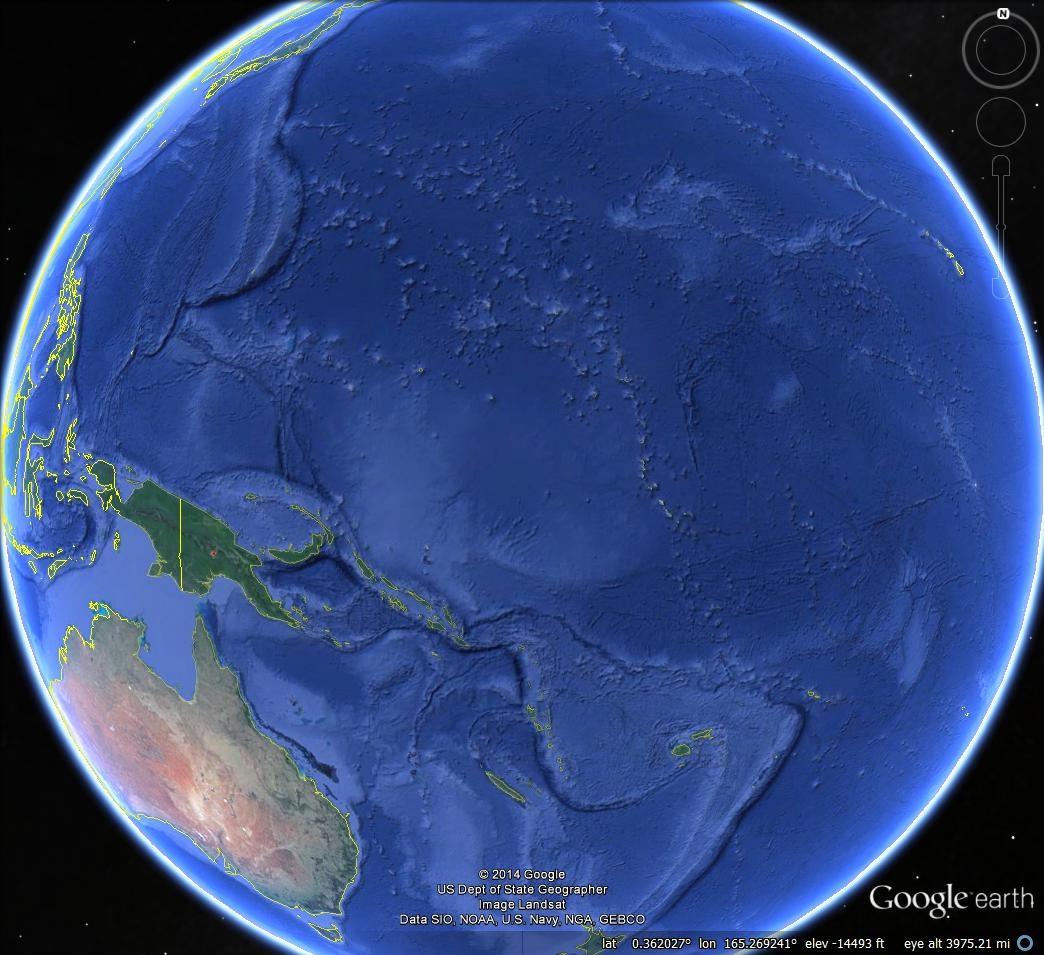 N
© 2014 Google
US Dept of State Geographer
Image Landsat
Data SIO, NOAA, U.S. Navy, NGA, GEBCO
Google earth
lat 0.362027° lon 165.269241° elev -14493 ft eye alt 3975.21 mi